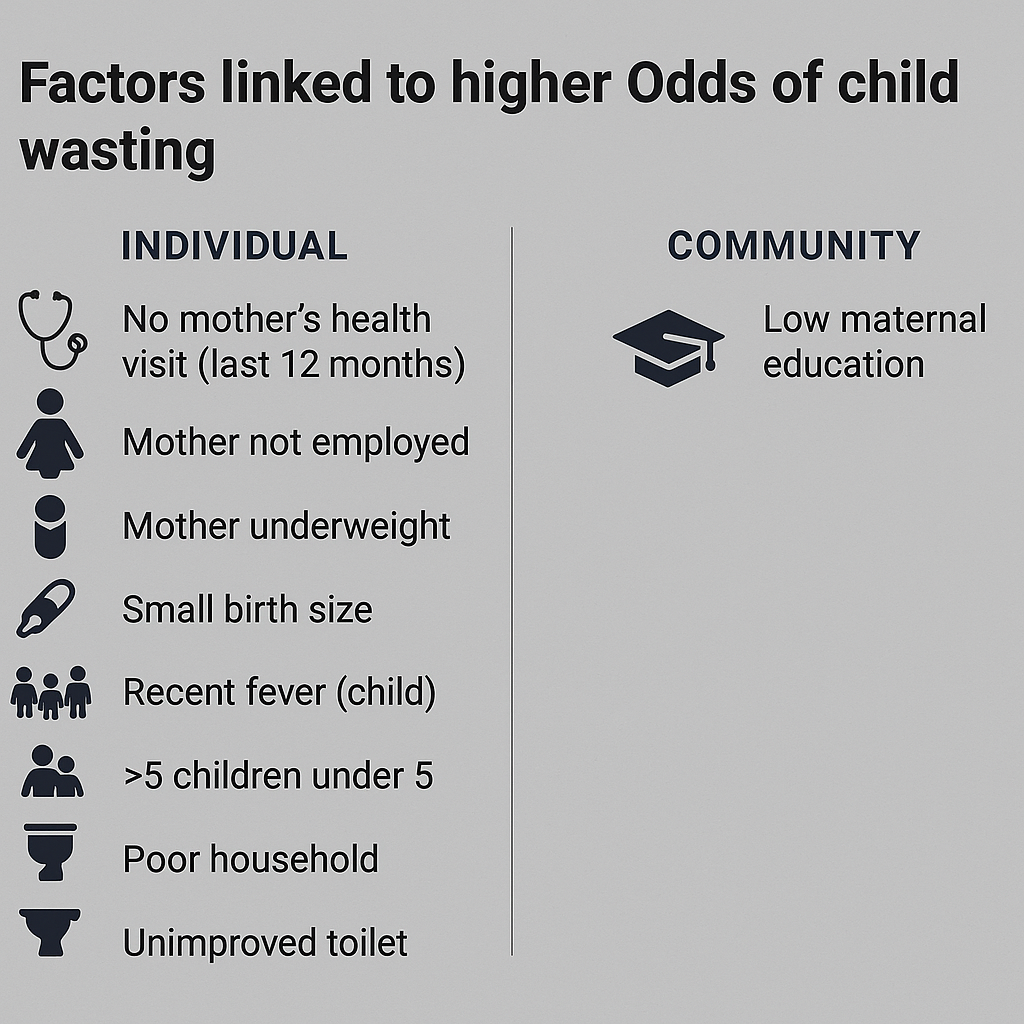 Factors linked to higher Odds of child
wasting
INDIVIDUAL
No mother’s health
visit (last 12 months)
Mother not employed
Mother underweight
Small birth size
Recent fever (child)
>5 children under 5
Poor household
Unimproved toilet
COMMUNITY
Low maternal
education